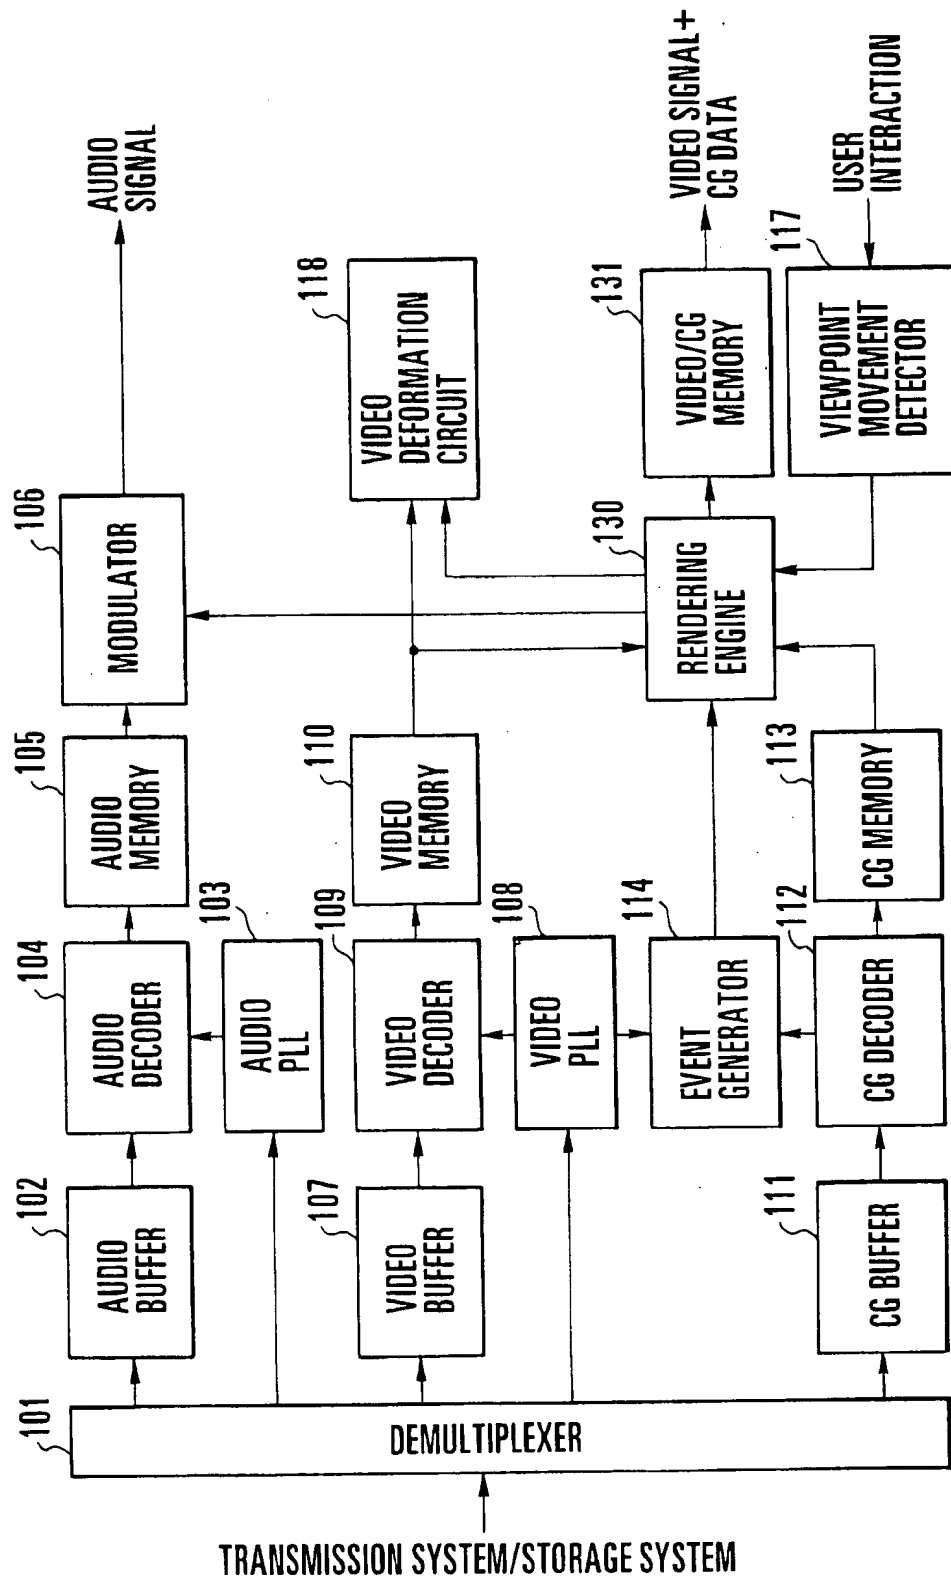 TRANSMISSION SYSTEM/STORAGE SYSTEM
101
DEMULTIPLEXER
102
AUDIO
BUFFER
104
AUDIO
DECODER
103
AUDIO
PLL
105
AUDIO
MEMORY
106
MODULATOR
AUDIO
SIGNAL
107
VIDEO
BUFFER
109
VIDEO
DECODER
108
VIDEO
PLL
110
VIDEO
MEMORY
118
VIDEO
DEFORMATION
CIRCUIT
114
EVENT
GENERATOR
130
RENDERING
ENGINE
131
VIDEO/CG
MEMORY
VIDEO SIGNAL+
CG DATA
111
CG BUFFER
112
CG DECODER
113
CG MEMORY
117
VIEWPOINT
MOVEMENT
DETECTOR
USER
INTERACTION